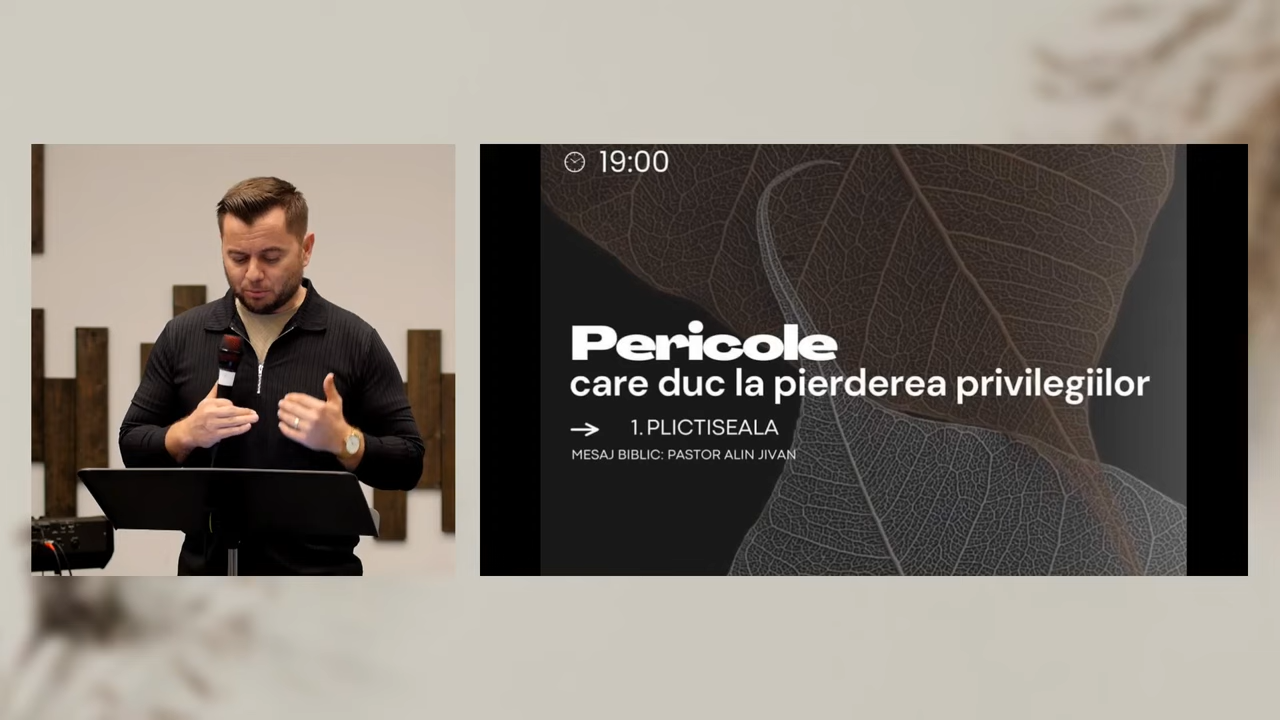 19:00
Pericole
care duc la pierderea privilegiilor
→ 1. PLICTISEALA
MESAJ BIBLIC: PASTOR ALIN JIVAN